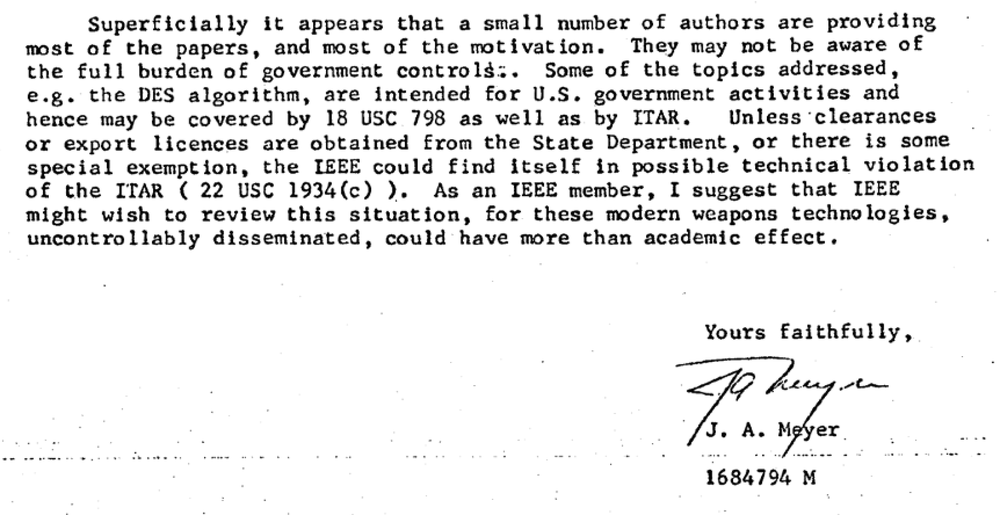 Superficially it appears that a small number of authors are providing
most of the papers, and most of the motivation. They may not be aware of
the full burden of government controls:. Some of the topics addressed,
e.g. the DES algorithm, are intended for U.S. government activities and
hence may be covered by 18 USC 798 as well as by ITAR. Unless clearances
or export licences are obtained from the State Department, or there is some
special exemption, the IEEE could find itself in possible technical violation
of the ITAR ( 22 USC 1934(c) ). As an IEEE member, I suggest that IEEE
might wish to review this situation, for these modern weapons technologies,
uncontrollably disseminated, could have more than academic effect.
Yours faithfully,
JA Meyer
J. A. Meyer
1684794 M